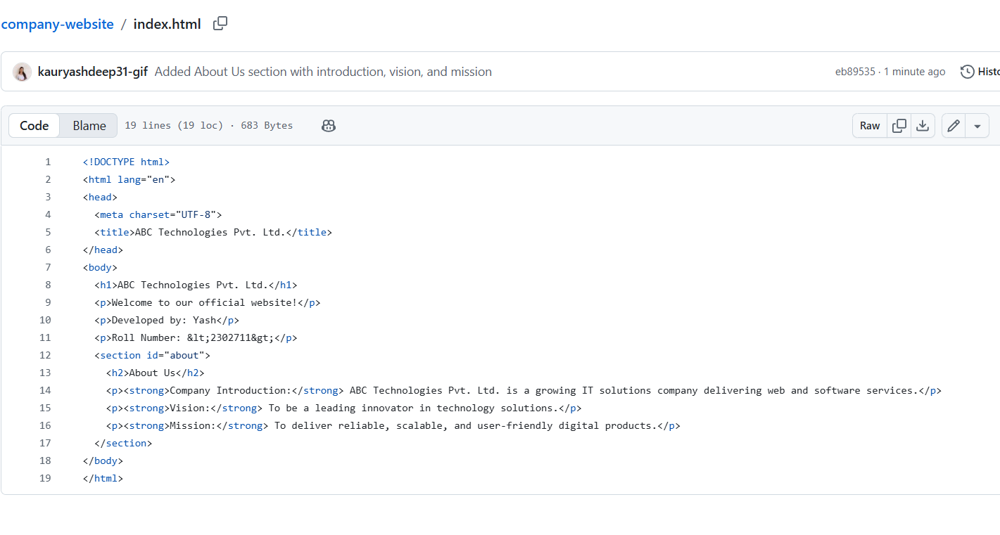 company-website / index.html
kauryashdeep31-gif Added About Us section with introduction, vision, and mission eb89535 · 1 minute ago Histo
Code Blame 19 lines (19 loc) · 683 Bytes Raw
1 <!DOCTYPE html>
2 <html lang="en">
3 <head>
4   <meta charset="UTF-8">
5   <title>ABC Technologies Pvt. Ltd.</title>
6 </head>
7 <body>
8   <h1>ABC Technologies Pvt. Ltd.</h1>
9   <p>Welcome to our official website!</p>
10   <p>Developed by: Yash</p>
11   <p>Roll Number: &lt;2302711&gt;</p>
12   <section id="about">
13     <h2>About Us</h2>
14     <p><strong>Company Introduction:</strong> ABC Technologies Pvt. Ltd. is a growing IT solutions company delivering web and software services.</p>
15     <p><strong>Vision:</strong> To be a leading innovator in technology solutions.</p>
16     <p><strong>Mission:</strong> To deliver reliable, scalable, and user-friendly digital products.</p>
17   </section>
18 </body>
19 </html>